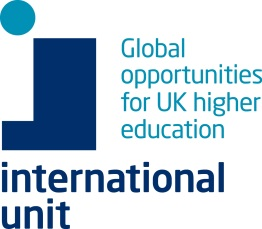 Global
opportunities
for UK higher
education
international
unit